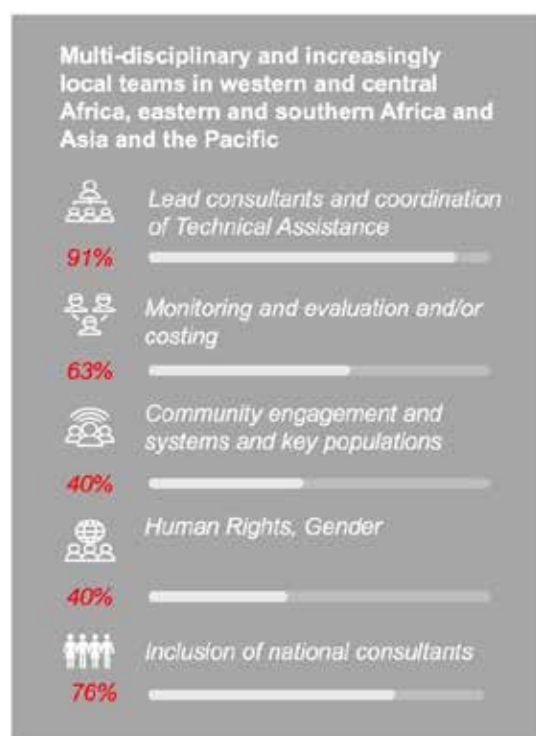 Multi-disciplinary and increasingly
local teams in western and central
Africa, eastern and southern Africa and
Asia and the Pacific
Lead consultants and coordination
of Technical Assistance
91%
Monitoring and evaluation and/or
costing
63%
Community engagement and
systems and key populations
40%
Human Rights, Gender
40%
Inclusion of national consultants
76%